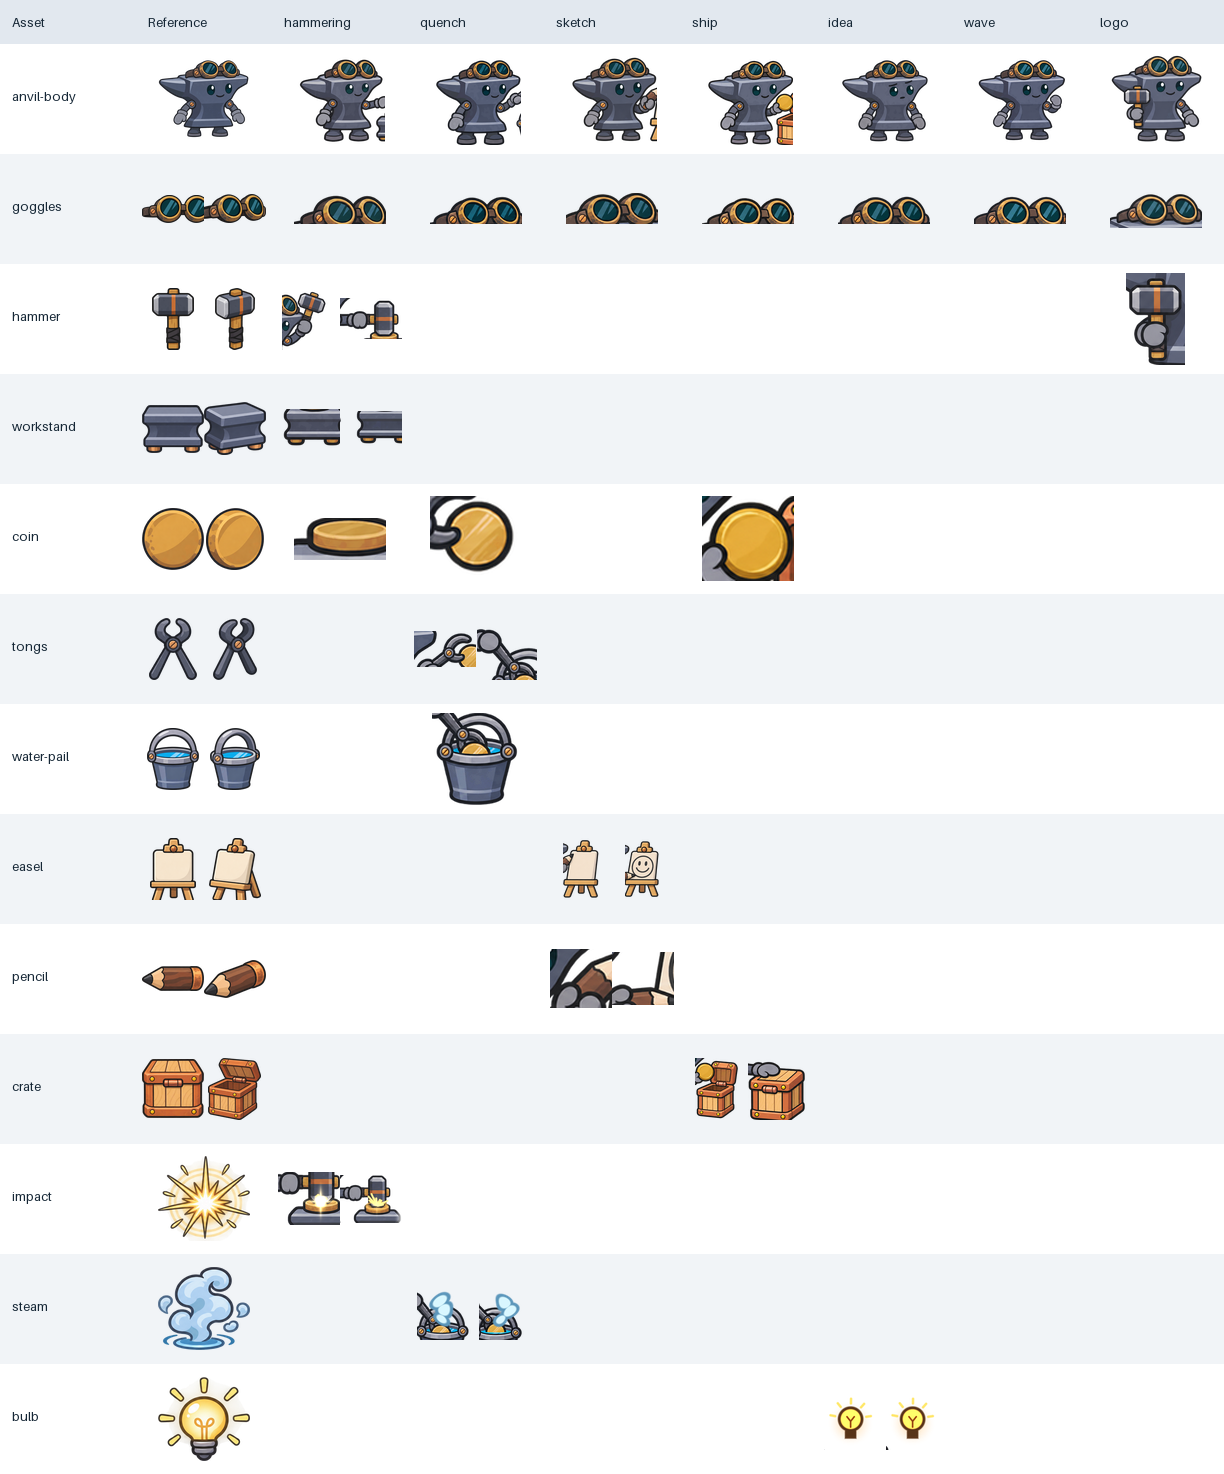 Asset Reference hammering quench sketch ship idea wave logo
anvil-body
goggles
hammer
workstand
coin
tongs
water-pail
easel
pencil
crate
impact
steam
bulb